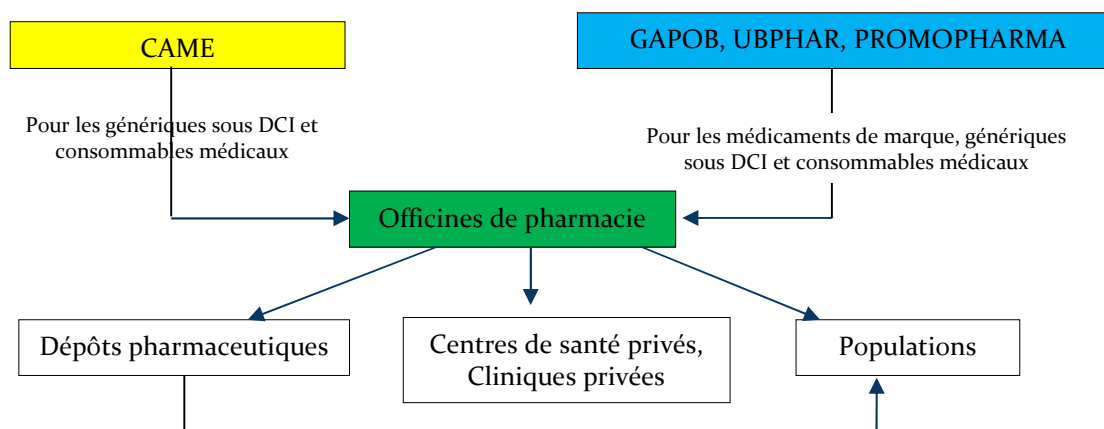 CAME
GAPOB, UBPHAR, PROMOPHARMA
Pour les génériques sous DCI et
consommables médicaux
Pour les médicaments de marque, génériques
sous DCI et consommables médicaux
Officines de pharmacie
Dépôts pharmaceutiques
Centres de santé privés,
Cliniques privées
Populations